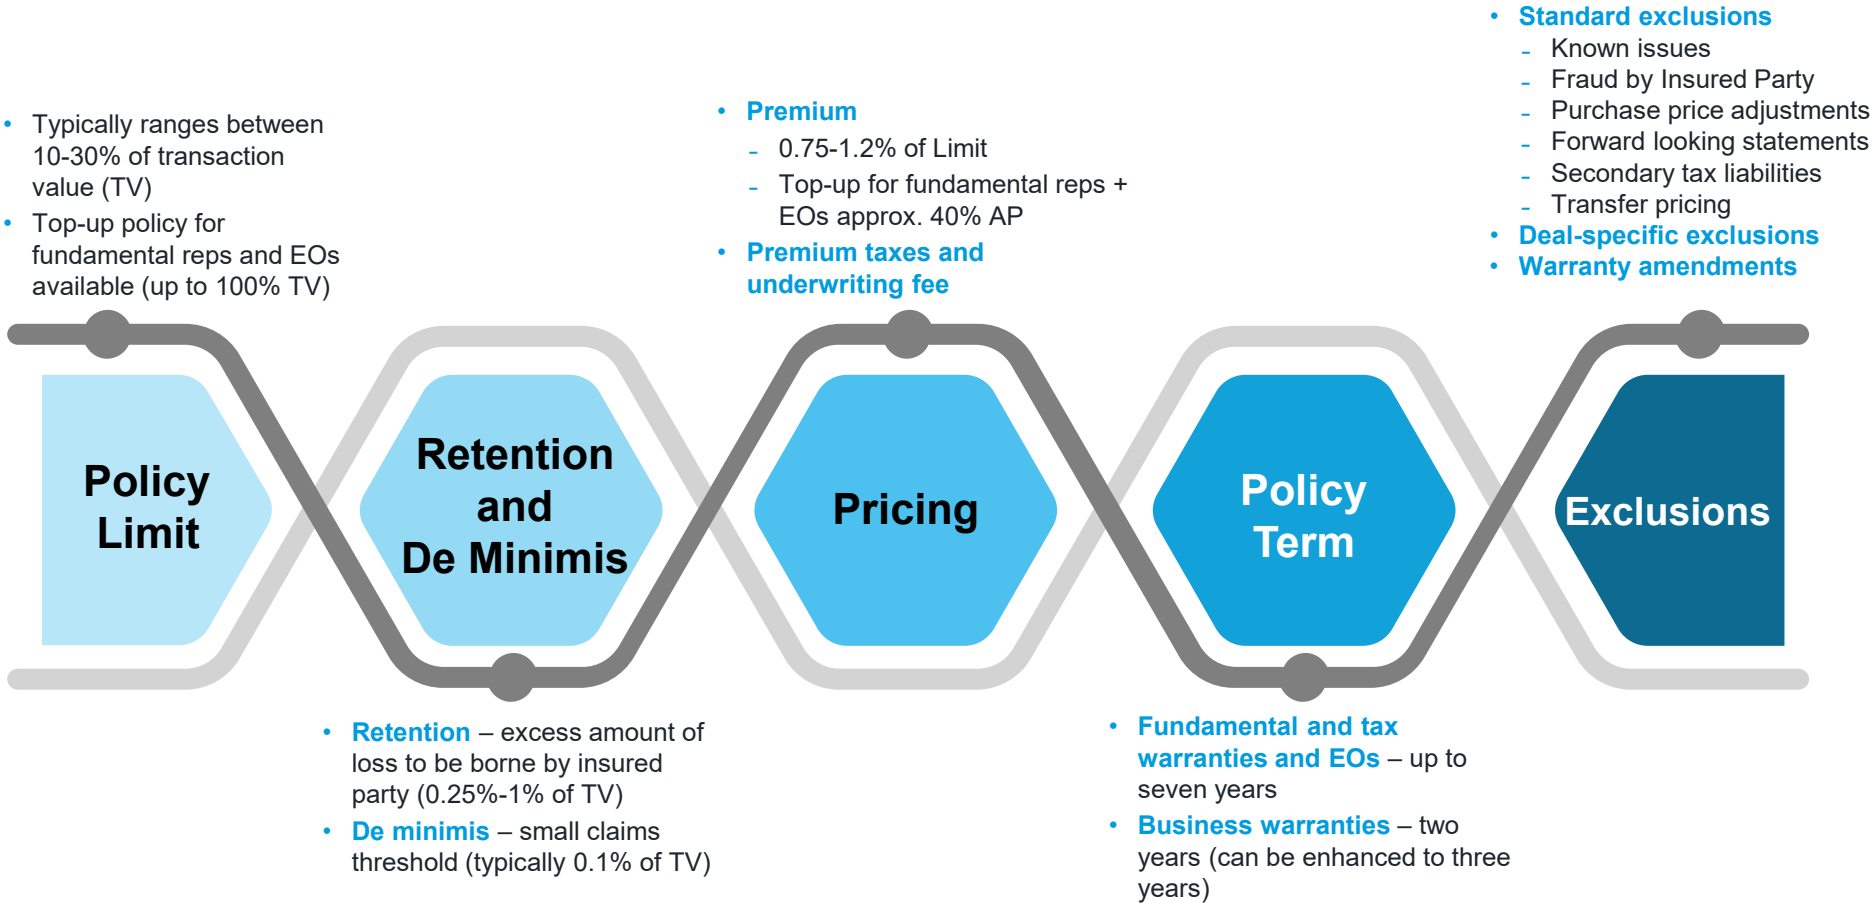 • Typically ranges between
10-30% of transaction
value (TV)
• Top-up policy for
fundamental reps and EOs
available (up to 100% TV)
Policy
Limit
Retention
and
De Minimis
• Retention – excess amount of
loss to be borne by insured
party (0.25%-1% of TV)
• De minimis – small claims
threshold (typically 0.1% of TV)
• Premium
- 0.75-1.2% of Limit
- Top-up for fundamental reps +
EOs approx. 40% AP
• Premium taxes and
underwriting fee
Pricing
Policy
Term
• Fundamental and tax
warranties and EOs – up to
seven years
• Business warranties – two
years (can be enhanced to three
years)
• Standard exclusions
- Known issues
- Fraud by Insured Party
- Purchase price adjustments
- Forward looking statements
- Secondary tax liabilities
- Transfer pricing
• Deal-specific exclusions
• Warranty amendments
Exclusions